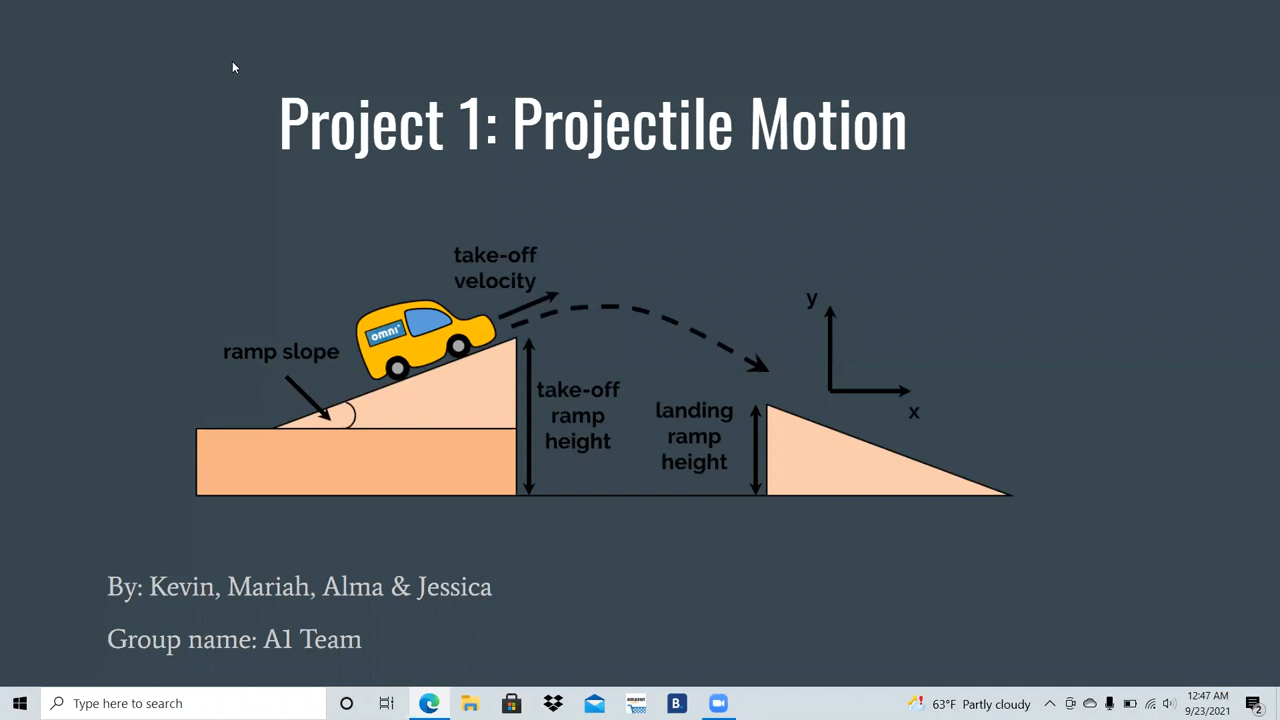 Project 1: Projectile Motion
take-off
velocity
omni
ramp slope
take-off
ramp
height
landing
ramp
height
y
x
By: Kevin, Mariah, Alma & Jessica
Group name: A1 Team
Type here to search
amazon
B.
63°F Partly cloudy
12:47 AM
9/23/2021
2